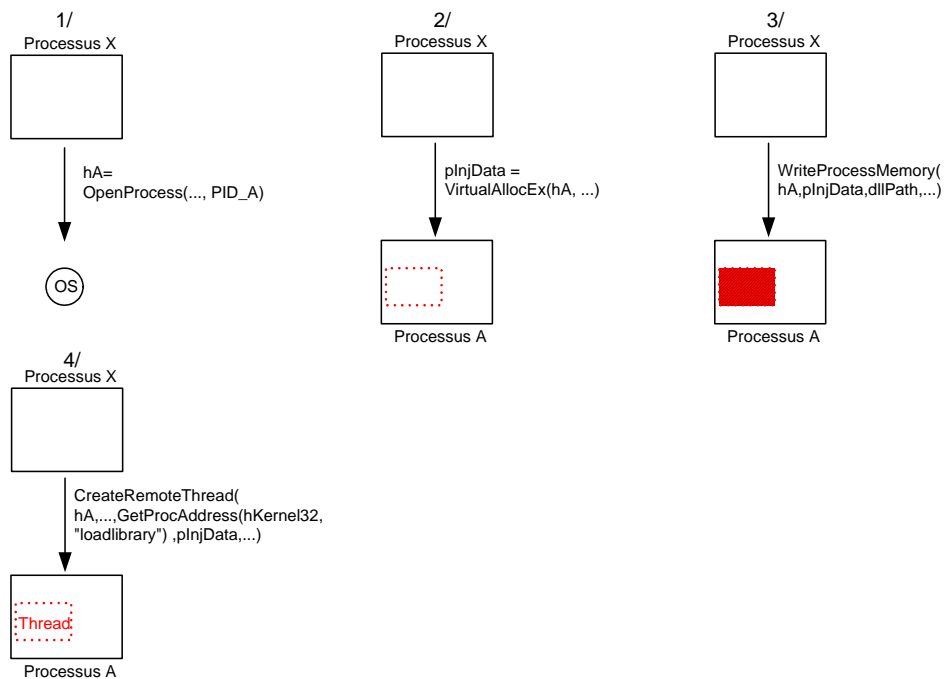 1/
Processus X
hA=
OpenProcess(..., PID_A)
OS
2/
Processus X
pInjData =
VirtualAllocEx(hA, ...)
Processus A
3/
Processus X
WriteProcessMemory(
hA,pInjData,dllPath,...)
Processus A
4/
Processus X
CreateRemoteThread(
hA,...,GetProcAddress(hKernel32,
"loadlibrary") ,pInjData,...)
Thread
Processus A